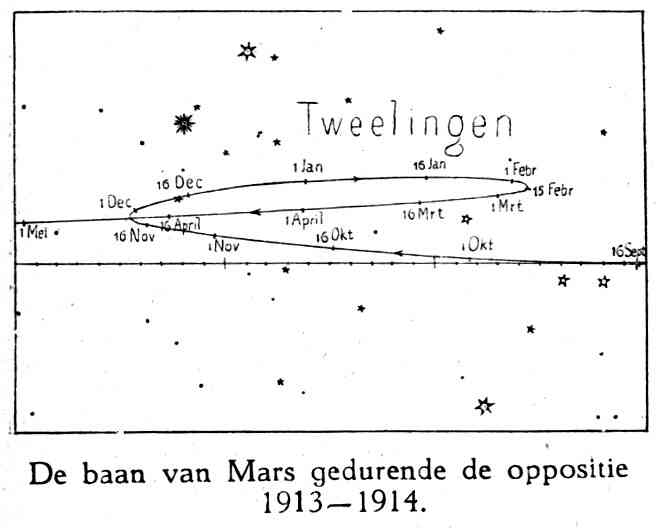 Tweelingen
1 Jan
16 Jan
1 Febr
16 Dec
15 Febr
1 Dec
1 Mrt
16 Mrt
1 April
16 April
1 Mei
16 Nov
1 Nov
16 Okt
1 Okt
16 Sept
De baan van Mars gedurende de oppositie
1913—1914.